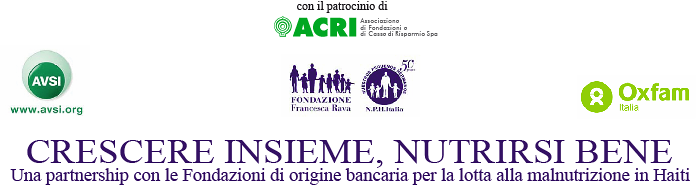 con il patrocinio di
ACRI
Associazione
di Fondazioni e
di Casse di Risparmio Spa
AVSI
www.avsi.org
FONDAZIONE
Francesca Rava
N.P.H.Italia
Oxfam
Italia
CRESCERE INSIEME, NUTRIRSI BENE
Una partnership con le Fondazioni di origine bancaria per la lotta alla malnutrizione in Haiti